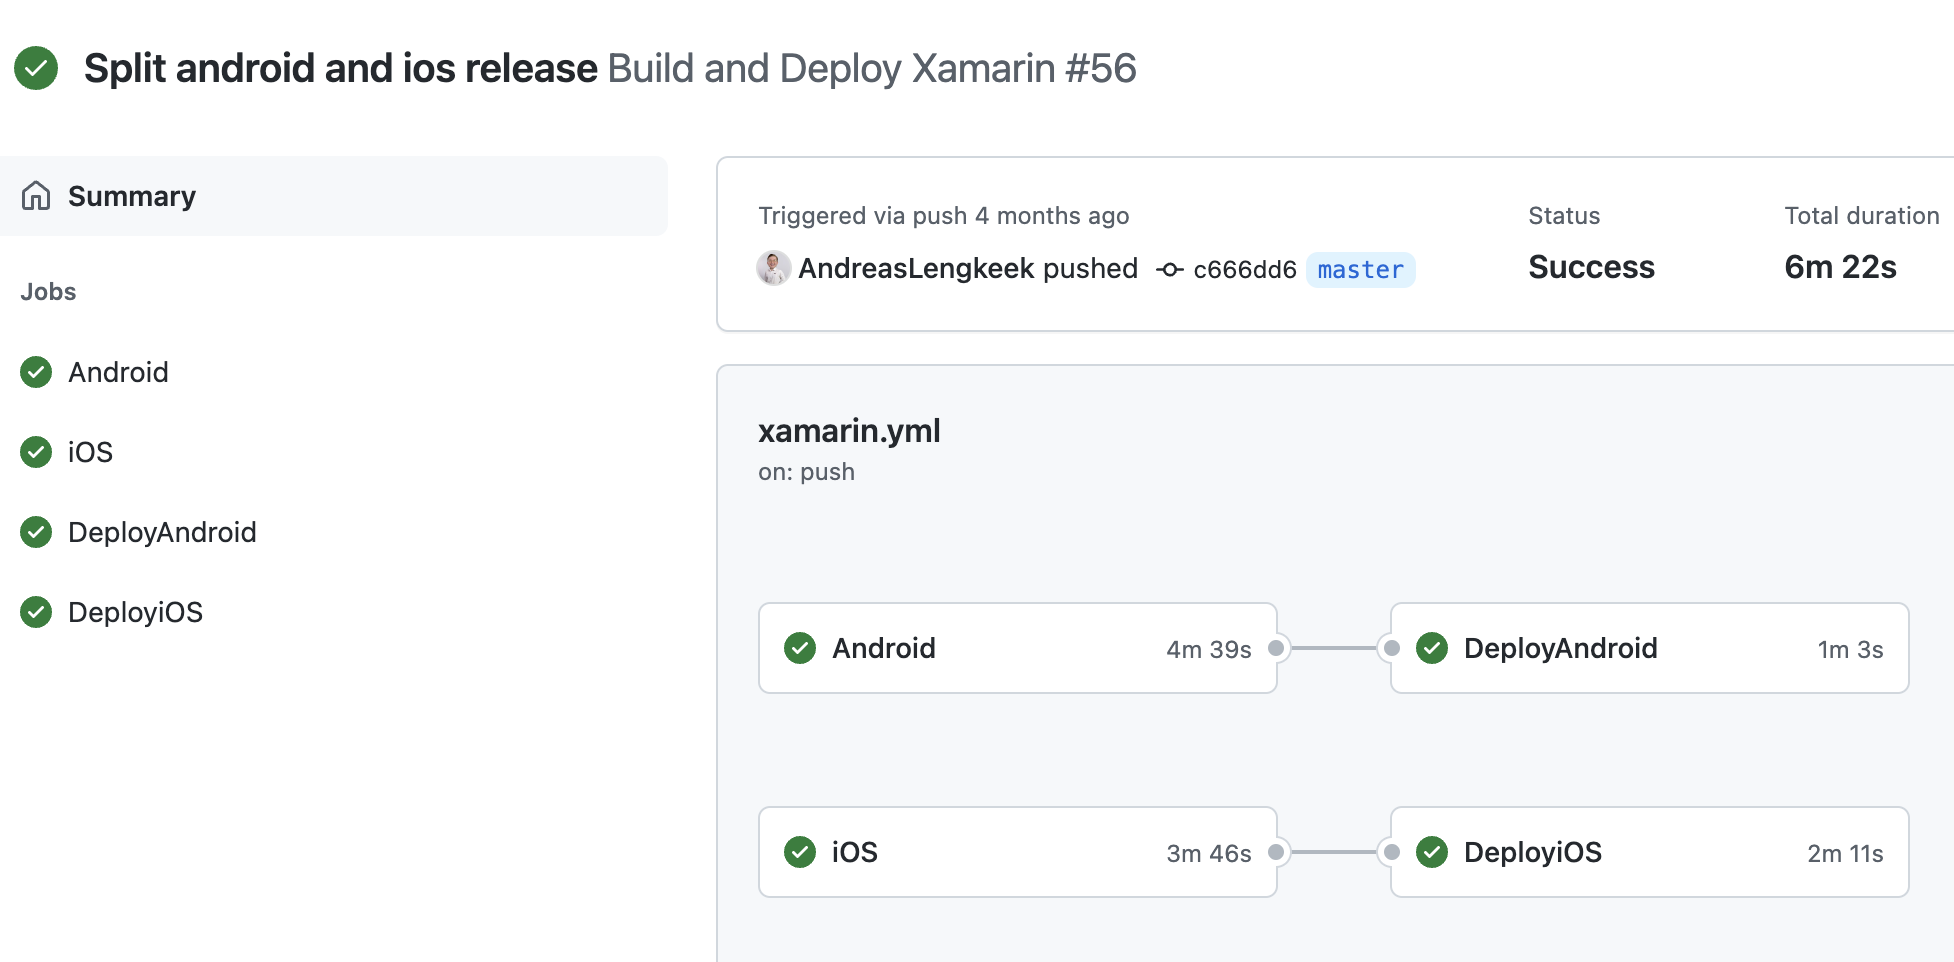 Split android and ios release Build and Deploy Xamarin #56
Summary
Jobs
Android
iOS
DeployAndroid
DeployiOS
Triggered via push 4 months ago
AndreasLengkeek pushed c666dd6 master
Status
Success
Total duration
6m 22s
xamarin.yml
on: push
Android 4m 39s
DeployAndroid 1m 3s
iOS 3m 46s
DeployiOS 2m 11s